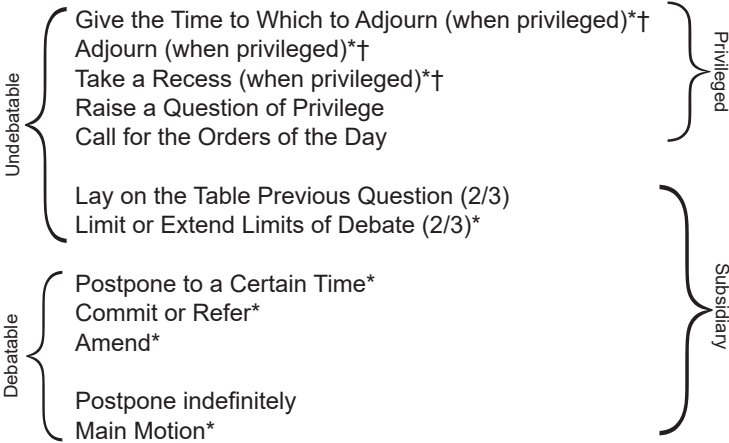 Give the Time to Which to Adjourn (when privileged)*†
Adjourn (when privileged)*†
Take a Recess (when privileged)*†
Raise a Question of Privilege
Call for the Orders of the Day
Undebatable
Privileged
Lay on the Table Previous Question (2/3)
Limit or Extend Limits of Debate (2/3)*
Postpone to a Certain Time*
Commit or Refer*
Amend*
Debatable
Subsidiary
Postpone indefinitely
Main Motion*